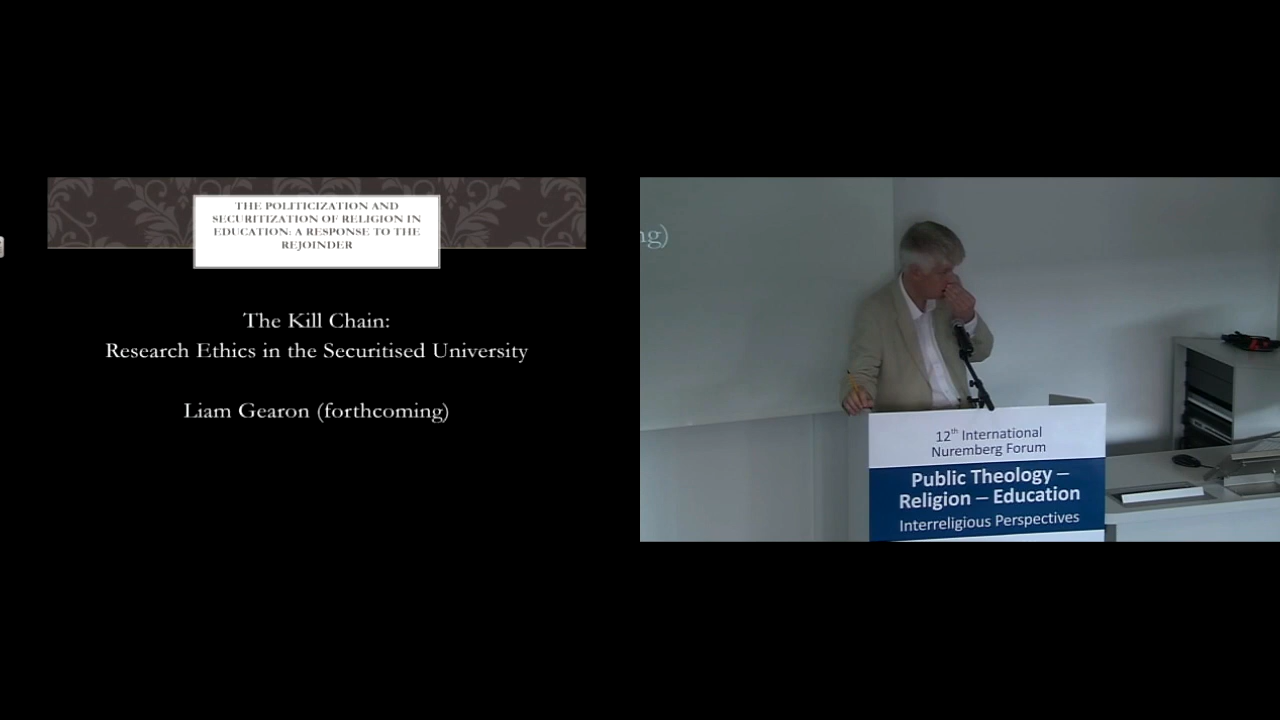 THE POLITICIZATION AND
SECURITIZATION OF RELIGION IN
EDUCATION: A RESPONSE TO THE
REJOINDER
The Kill Chain:
Research Ethics in the Securitised University
Liam Gearon (forthcoming)
ng)
12th International
Nuremberg Forum
Public Theology –
Religion – Education
Interreligious Perspectives